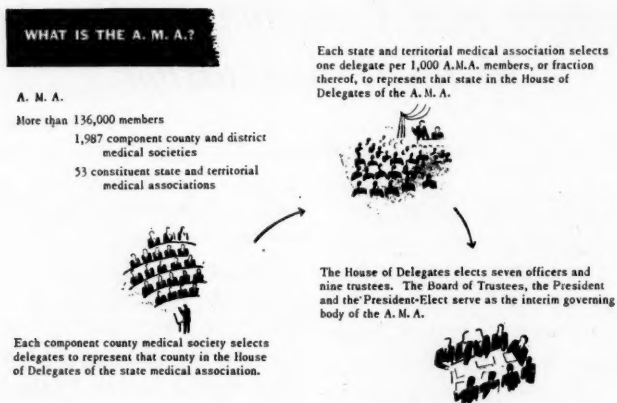 WHAT IS THE A. M. A.?
A. M. A.
More than 136,000 members
1,987 component county and district
medical societies
53 constituent state and territorial
medical associations
Each component county medical society selects
delegates to represent that county in the House
of Delegates of the state medical association.
Each state and territorial medical association selects
one delegate per 1,000 A.M.A. members, or fraction
thereof, to represent that state in the House of
Delegates of the A. M. A.
The House of Delegates elects seven officers and
nine trustees. The Board of Trustees, the President
and the President-Elect serve as the interim governing
body of the A. M. A.